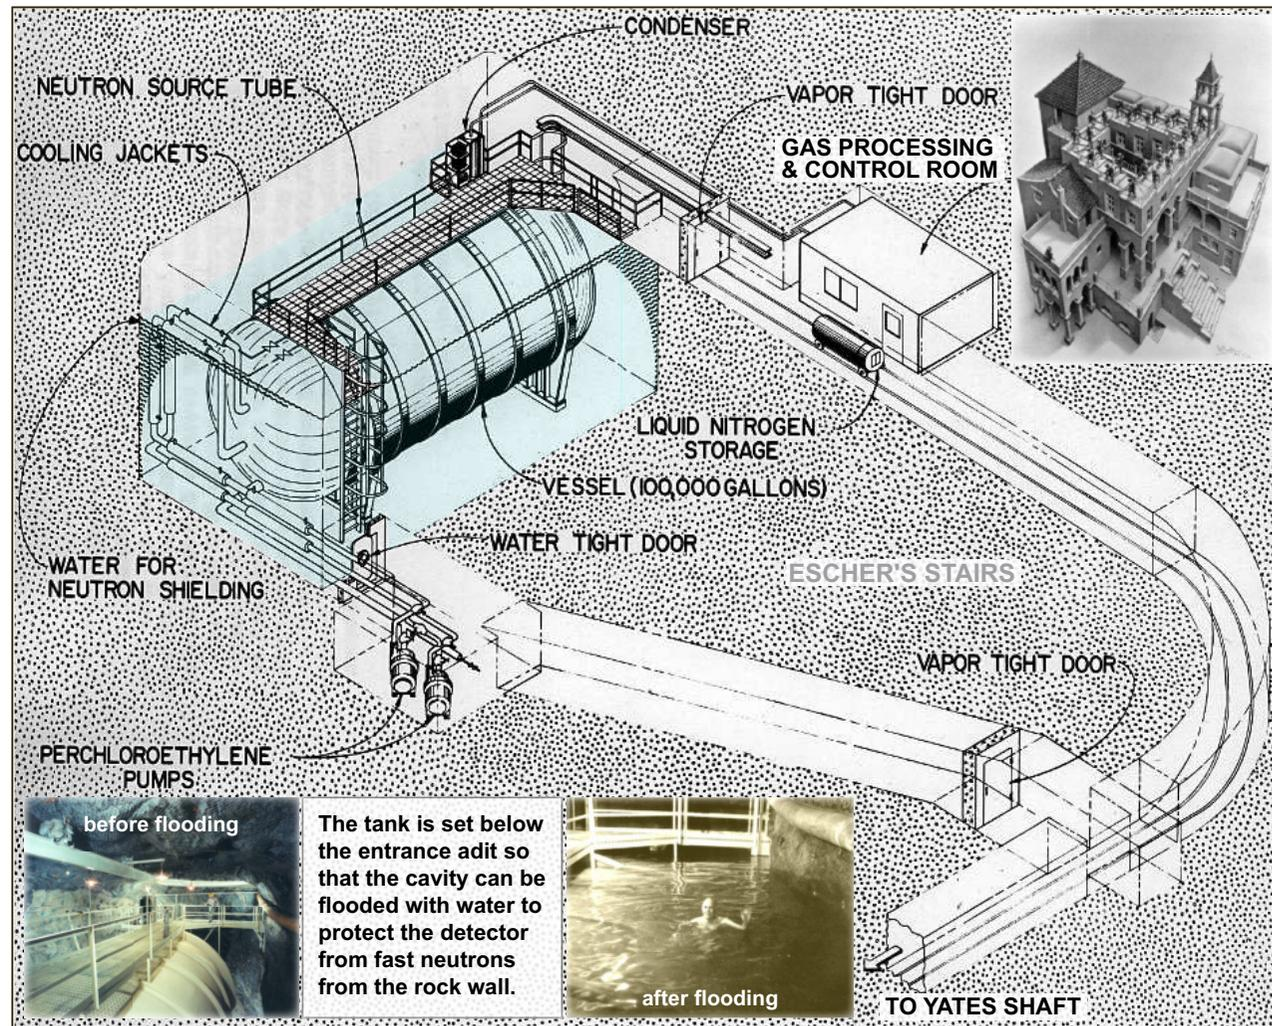 CONDENSER
NEUTRON SOURCE TUBE
VAPOR TIGHT DOOR
COOLING JACKETS
GAS PROCESSING
& CONTROL ROOM
LIQUID NITROGEN
STORAGE
VESSEL (100,000 GALLONS)
WATER TIGHT DOOR
WATER FOR
NEUTRON SHIELDING
ESCHER'S STAIRS
VAPOR TIGHT DOOR
PERCHLOROETHYLENE
PUMPS
before flooding
The tank is set below
the entrance adit so
that the cavity can be
flooded with water to
protect the detector
from fast neutrons
from the rock wall.
after flooding
TO YATES SHAFT